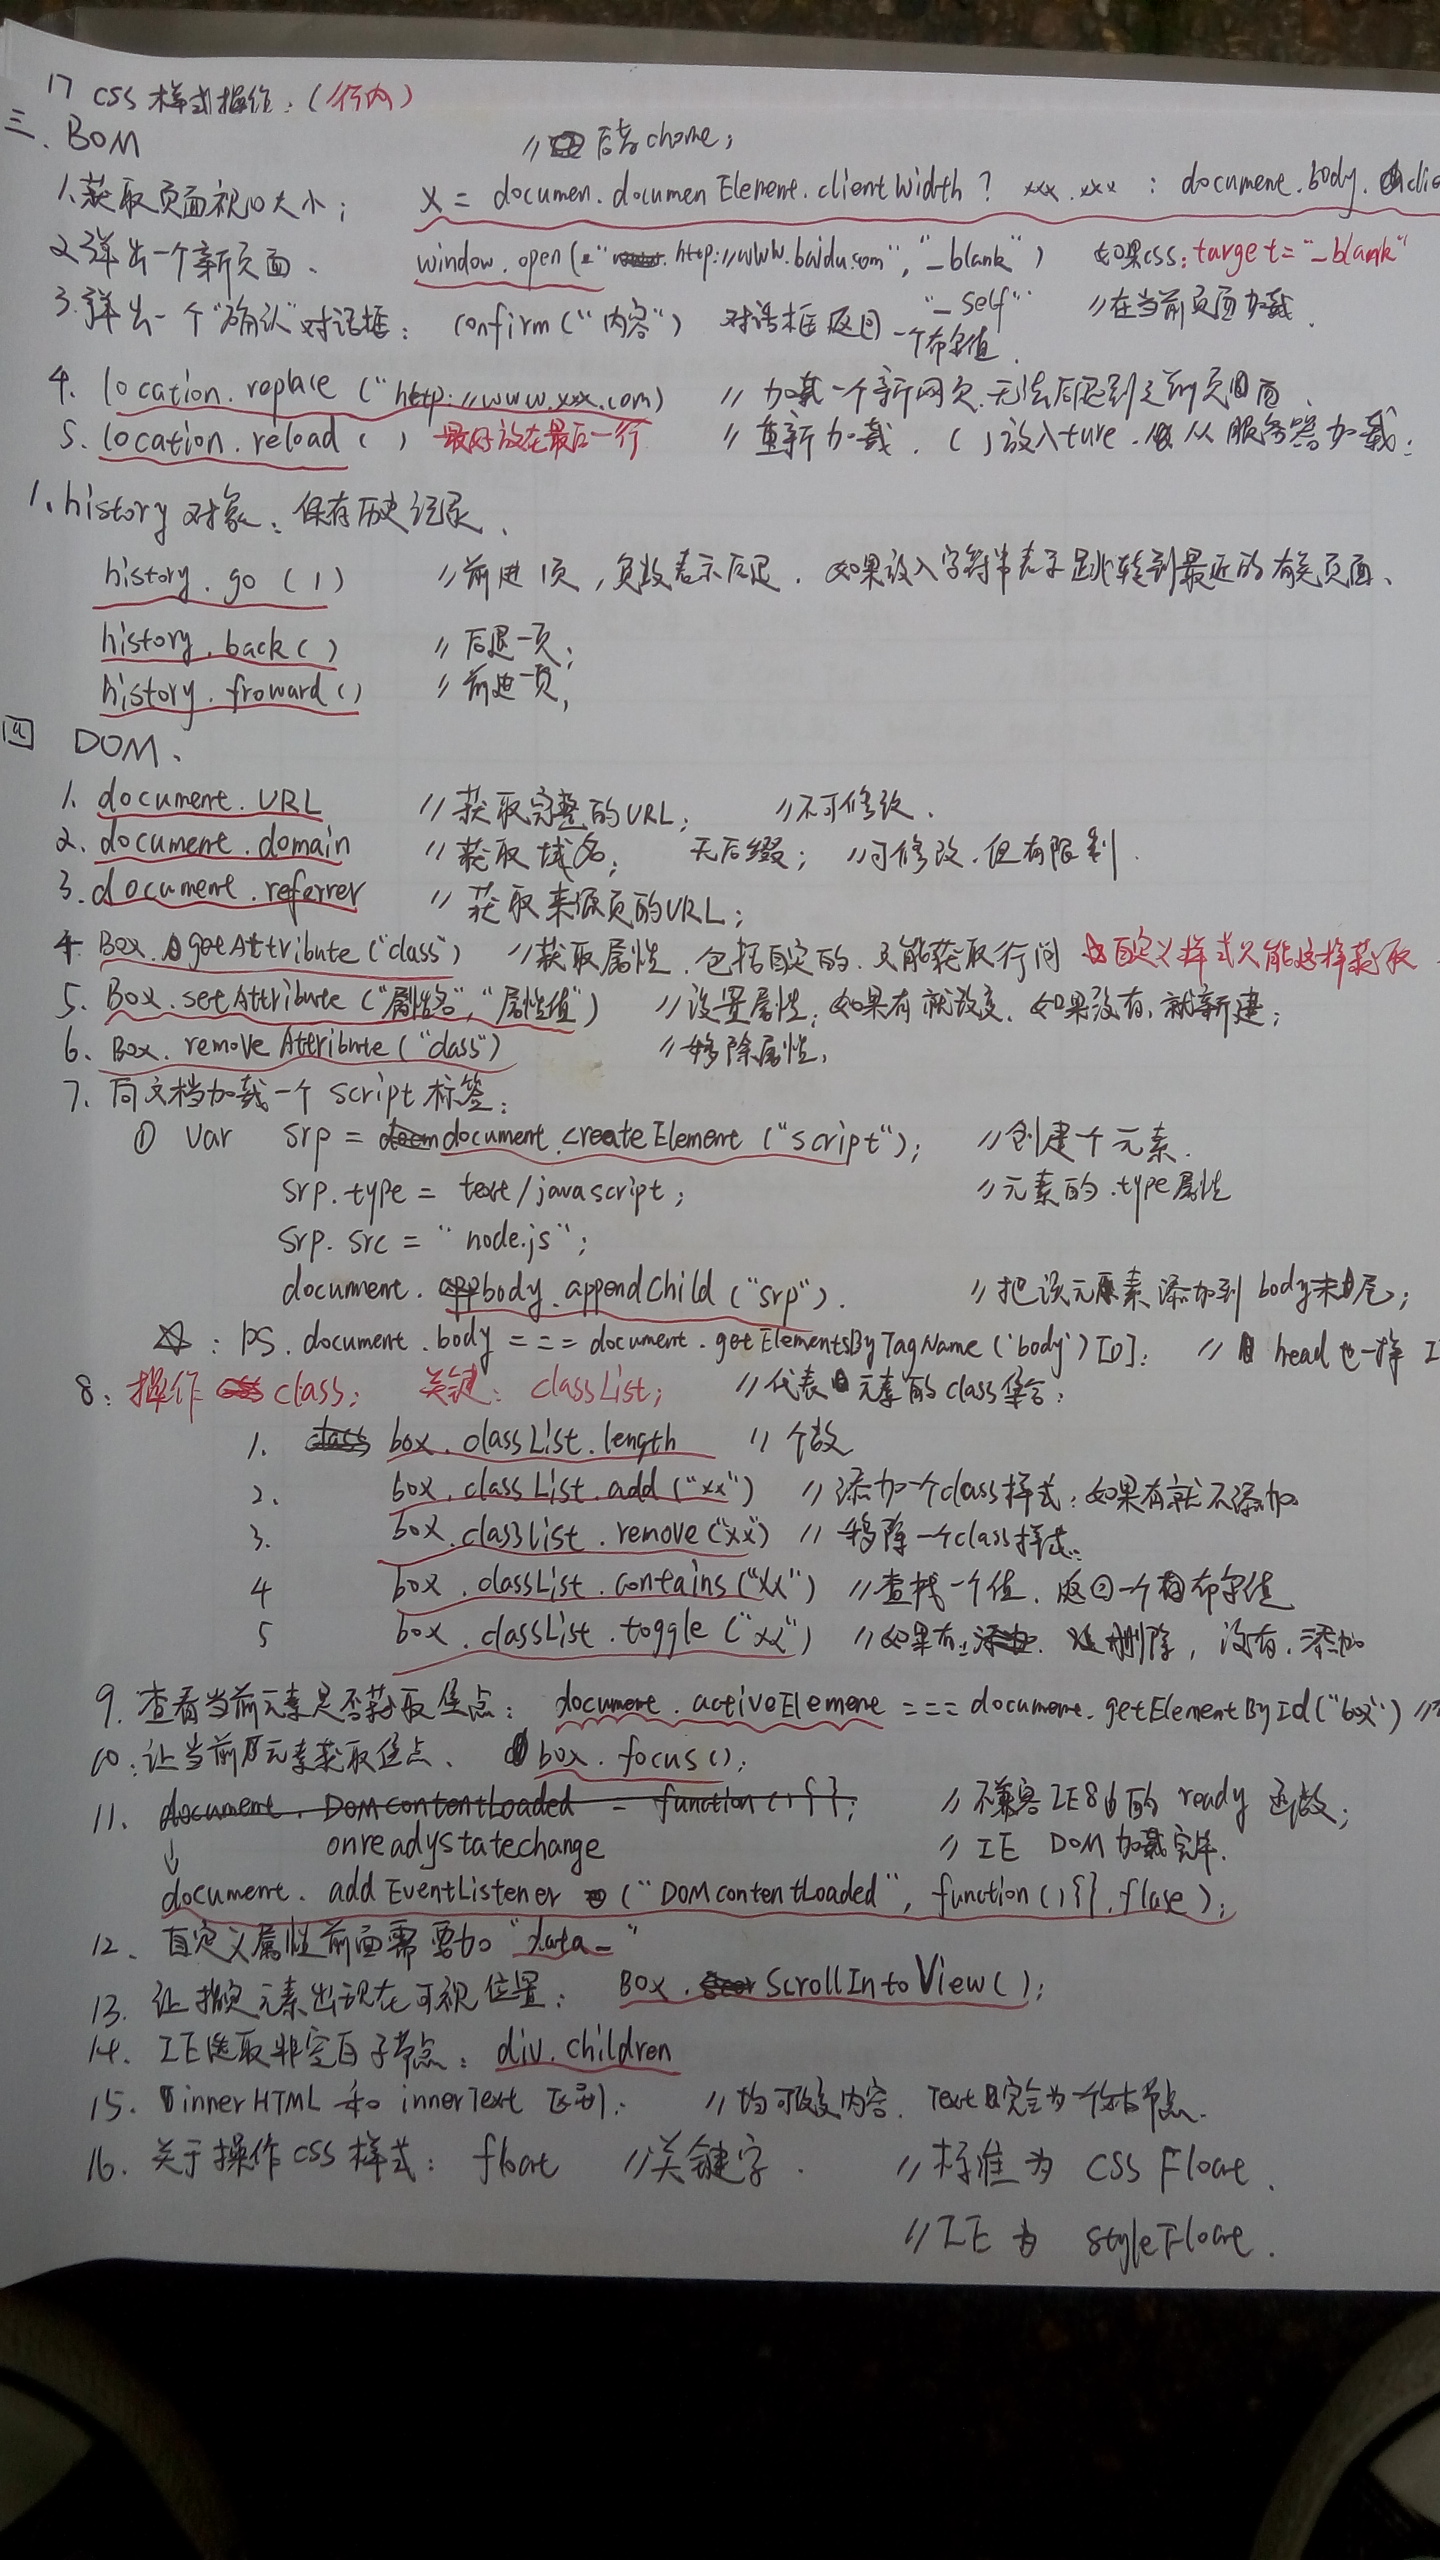 17 CSS 样式操作:(行内)
三、BOM
// 后者chome;
1.获取页面视口大小; X = documen.documenElement.clientWidth ? xxx.xxx : document.body.clie
2.弹出一个新页面、 window.open("http://www.baidu.com","_blank") 如果css:target="_blank"
"_self" //在当前页面加载.
3.弹出一个"确认"对话框: confirm("内容") 对话框返回一个布尔值.
4. location.replace("http://www.xxx.com) // 加载一个新网页.无法后退到之前页面、
5. location.reload() 最好放在最后一行 // 重新加载. ()放入ture.从服务器加载;
1.history对象:保存历史记录、
history.go(1) //前进1页,负数表示后退. 如果放入字符串表示跳转到最近的有关页面、
history.back() // 后退一页;
history.froward() // 前进一页,
四 DOM、
1. document.URL // 获取完整的URL; //不可修改.
2. document.domain // 获取域名; 无后缀; //可修改.但有限制.
3. document.referrer // 获取来源页的URL;
4. Box.getAttribute("class") //获取属性.包括自定的.只能获取行间 自定义样式只能这样获取
5. Box.setAttribute("属性名","属性值") //设置属性;如果有就改变.如果没有,就新建;
6. Box.removeAttribute("class") //移除属性,
7. 向文档加载一个 script 标签:
① var srp = document.createElement("script"); //创建个元素.
srp.type = text/javascript; //元素的.type属性
srp.src = "node.js";
document.body.appendChild("srp"). //把该元素添加到body末尾;
☆: PS.document.body === document.getElementsByTagName('body')[0]; // head也一样
8: 操作class; 关键:classList; //代表元素的class集合;
1. box.classList.length // 个数
2. box.classList.add("xx") //添加一个class样式;如果有就不添加
3. box.classList.remove("xx") // 移除一个class样式.
4 box.classList.contains("xx") //查找一个值.返回一个布尔值
5 box.classList.toggle("xx") //如果有 删除,没有.添加
9. 查看当前元素是否获取焦点: document.activeElement === document.getElementById("box") //
10.让当前元素获取焦点、 box.focus();
11. document.DOMcontentLoaded = function(){}; //不兼容IE8的 ready 函数;
onreadystatechange // IE DOM 加载完毕.
↓ document.addEventListener("DOMcontentLoaded",function(){},flase);
12、自定义属性前面需要加"data-"
13. 让指定元素出现在可视位置: Box.ScrollIntoView();
14. IE选取非空白子节点: div.children
15. innerHTML 和 innerText 区别: //均可改变内容. Text完全为一个节点.
16. 关于操作CSS样式: float //关键字. //标准为 CSSFloat.
//IE为 styleFloat.